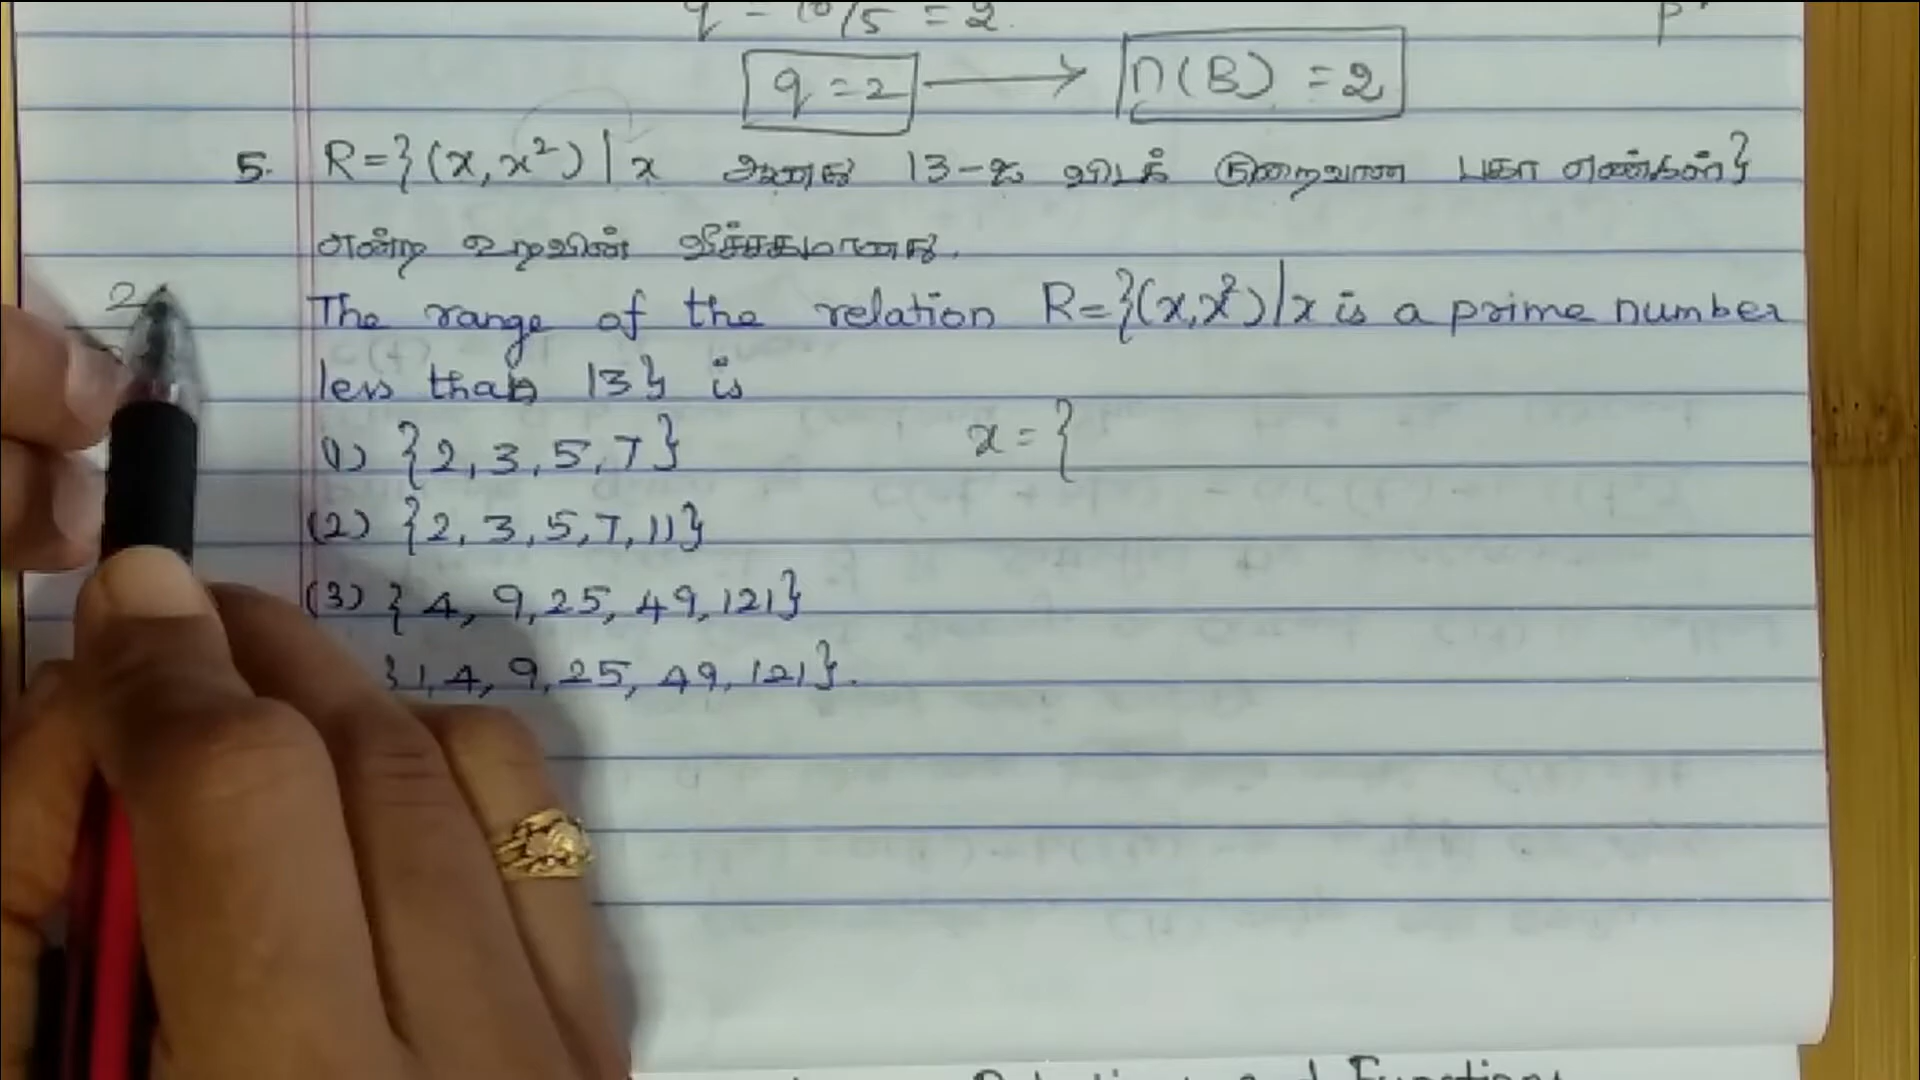 q = 10/5 = 2.
q = 2 → n(B) = 2
5. R = {(x, x²) | x ஆனது 13-ஐ விடக் குறைவான பகா எண்கள்}
என்ற உறவின் வீச்சகமானது.
2
The range of the relation R = {(x, x²) | x is a prime number
less than 13} is
x = {
(1) {2, 3, 5, 7}
(2) {2, 3, 5, 7, 11}
(3) {4, 9, 25, 49, 121}
{1, 4, 9, 25, 49, 121}.